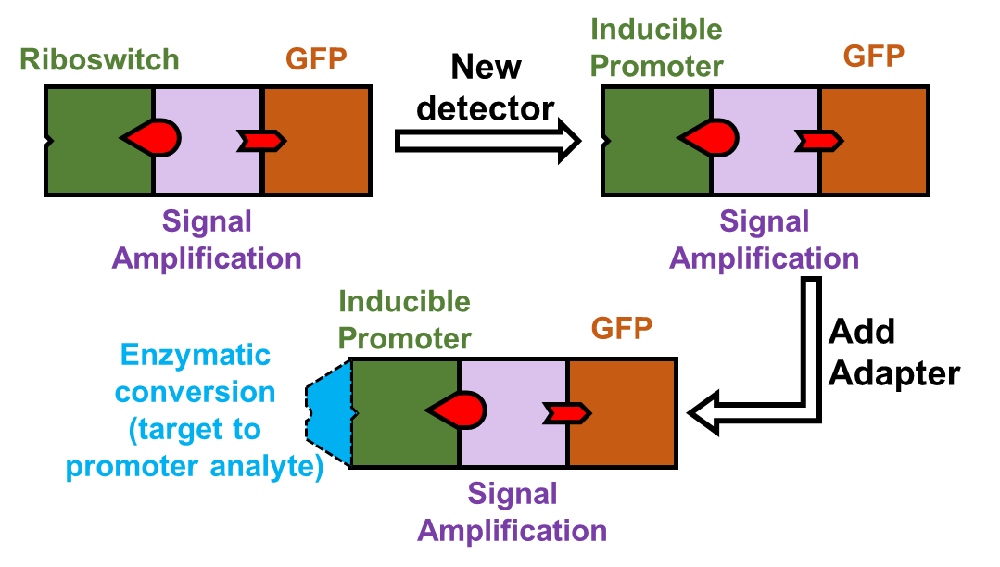 Riboswitch
GFP
Signal
Amplification
New
detector
Inducible
Promoter
GFP
Signal
Amplification
Add
Adapter
Inducible
Promoter
GFP
Enzymatic
conversion
(target to
promoter analyte)
Signal
Amplification